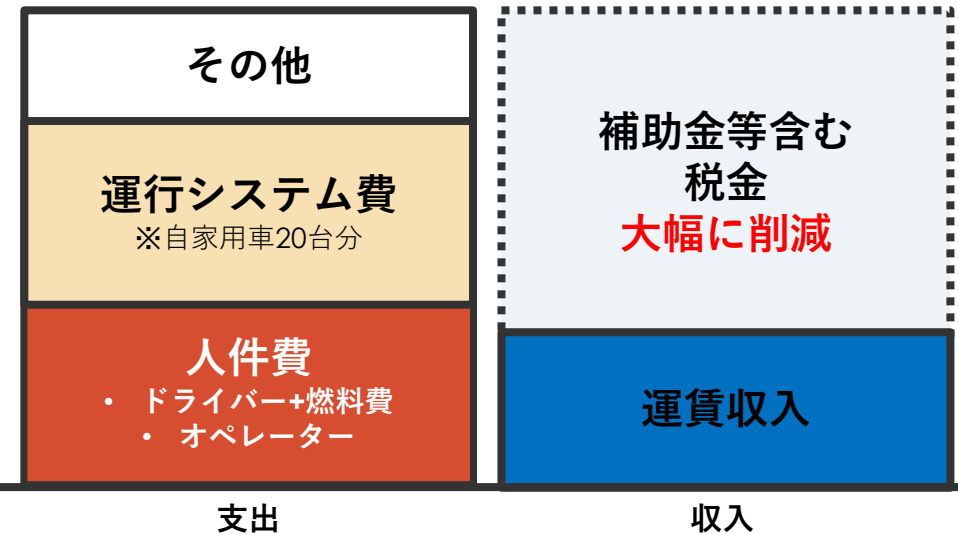 その他
運行システム費
※自家用車20台分
人件費
• ドライバー+燃料費
• オペレーター
支出
補助金等含む
税金
大幅に削減
運賃収入
収入